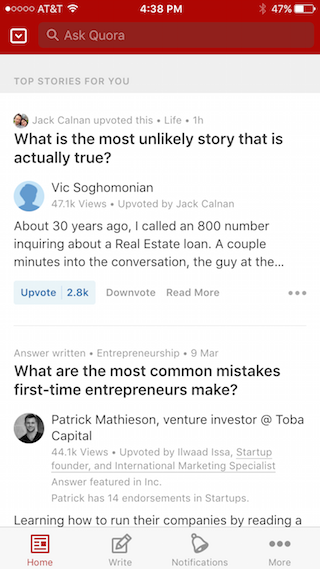 AT&T 4:38 PM 47%
Ask Quora
TOP STORIES FOR YOU
Jack Calnan upvoted this • Life • 1h
What is the most unlikely story that is
actually true?
Vic Soghomonian
47.1k Views • Upvoted by Jack Calnan
About 30 years ago, I called an 800 number
inquiring about a Real Estate loan. A couple
minutes into the conversation, the guy at the...
Upvote 2.8k Downvote Read More
Answer written • Entrepreneurship • 9 Mar
What are the most common mistakes
first-time entrepreneurs make?
Patrick Mathieson, venture investor @ Toba
Capital
44.1k Views • Upvoted by Ilwaad Issa, Startup
founder, and International Marketing Specialist
Answer featured in Inc.
Patrick has 14 endorsements in Startups.
Learning how to run their companies by reading a
Home Write Notifications More